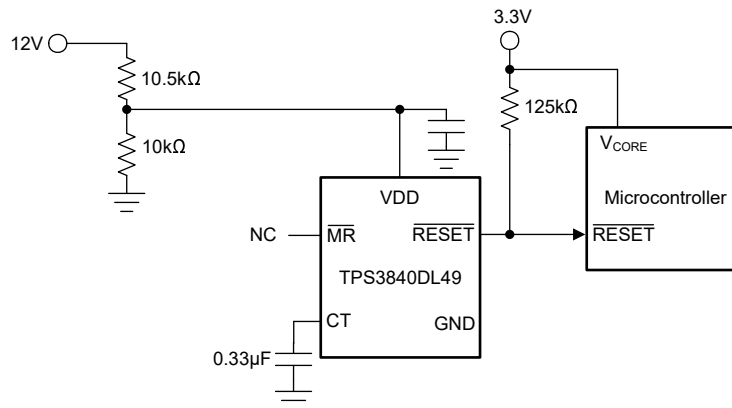 3.3V
12V
10.5kΩ
125kΩ
10kΩ
VCORE
VDD
Microcontroller
NC
MR
RESET
RESET
TPS3840DL49
CT
GND
0.33µF